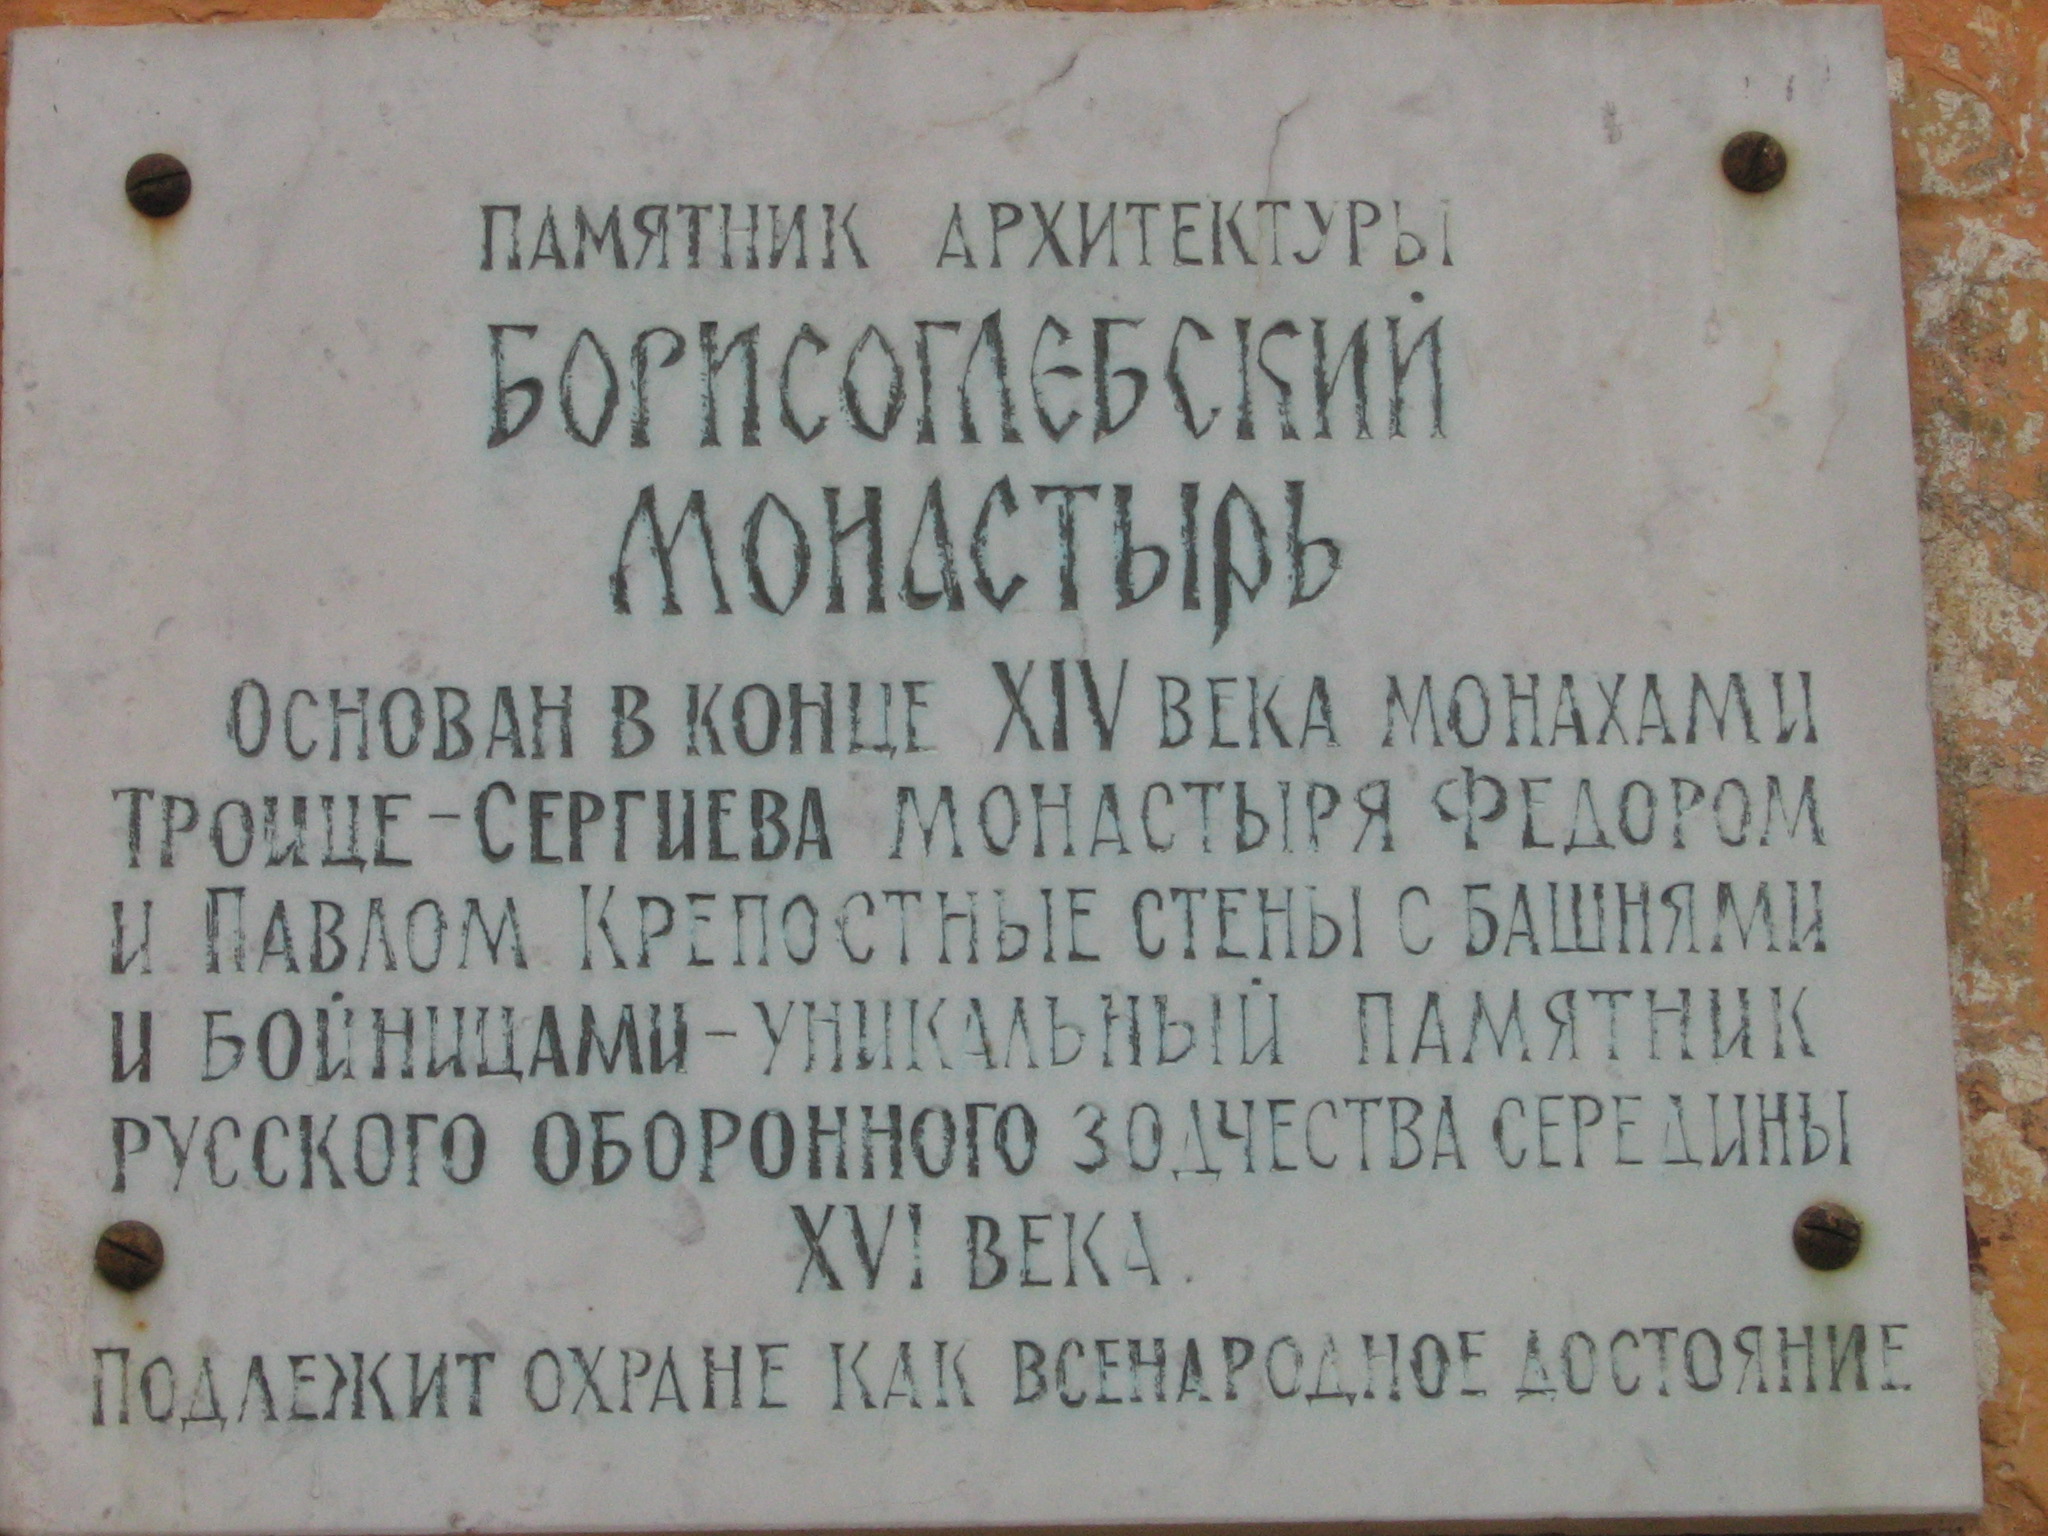 ПАМЯТНИК АРХИТЕКТУРЫ
БОРИСОГЛЕБСКИЙ
МОНАСТЫРЬ
ОСНОВАН В КОНЦЕ XIV ВЕКА МОНАХАМИ
ТРОИЦЕ-СЕРГИЕВА МОНАСТЫРЯ ФЕДОРОМ
И ПАВЛОМ КРЕПОСТНЫЕ СТЕНЫ С БАШНЯМИ
И БОЙНИЦАМИ-УНИКАЛЬНЫЙ ПАМЯТНИК
РУССКОГО ОБОРОННОГО ЗОДЧЕСТВА СЕРЕДИНЫ
XVI ВЕКА.
ПОДЛЕЖИТ ОХРАНЕ КАК ВСЕНАРОДНОЕ ДОСТОЯНИЕ